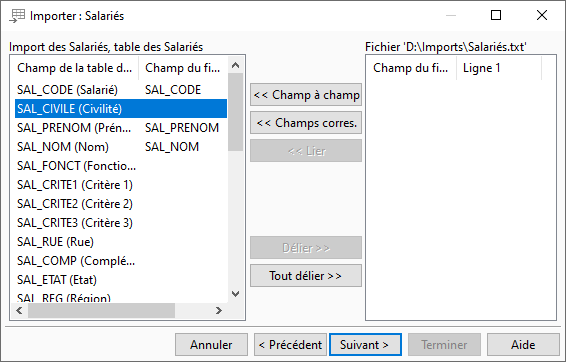 Importer : Salariés
Import des Salariés, table des Salariés
Champ de la table d... Champ du fi...
SAL_CODE (Salarié) SAL_CODE
SAL_CIVILE (Civilité)
SAL_PRENOM (Prén... SAL_PRENOM
SAL_NOM (Nom) SAL_NOM
SAL_FONCT (Fonctio...
SAL_CRITE1 (Critère 1)
SAL_CRITE2 (Critère 2)
SAL_CRITE3 (Critère 3)
SAL_RUE (Rue)
SAL_COMP (Complé...
SAL_ETAT (Etat)
SAL_REG (Région)
<< Champ à champ
<< Champs corres.
<< Lier
Délier >>
Tout délier >>
Fichier 'D:\Imports\Salariés.txt'
Champ du fi... Ligne 1
Annuler
< Précédent
Suivant >
Terminer
Aide